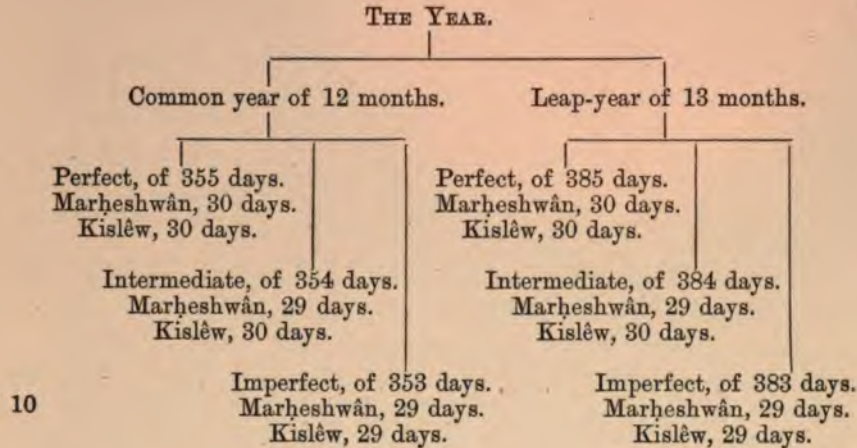 THE YEAR.
Common year of 12 months.
Leap-year of 13 months.
Perfect, of 355 days.
Marḥeshwân, 30 days.
Kislêw, 30 days.
Perfect, of 385 days.
Marḥeshwân, 30 days.
Kislêw, 30 days.
Intermediate, of 354 days.
Marḥeshwân, 29 days.
Kislêw, 30 days.
Intermediate, of 384 days.
Marḥeshwân, 29 days.
Kislêw, 30 days.
10
Imperfect, of 353 days.
Marḥeshwân, 29 days.
Kislêw, 29 days.
Imperfect, of 383 days.
Marḥeshwân, 29 days.
Kislêw, 29 days.